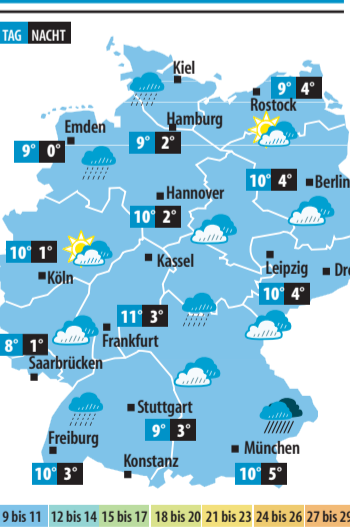 TAG NACHT
Kiel
9° 4°
Rostock
Hamburg
9° 2°
Emden
9° 0°
10° 4° Berlin
Hannover
10° 2°
10° 1°
Köln
Kassel
Leipzig
10° 4°
11° 3°
Frankfurt
8° 1°
Saarbrücken
Stuttgart
9° 3°
Freiburg
10° 3°
Konstanz
München
10° 5°
9 bis 11 12 bis 14 15 bis 17 18 bis 20 21 bis 23 24 bis 26 27 bis 29